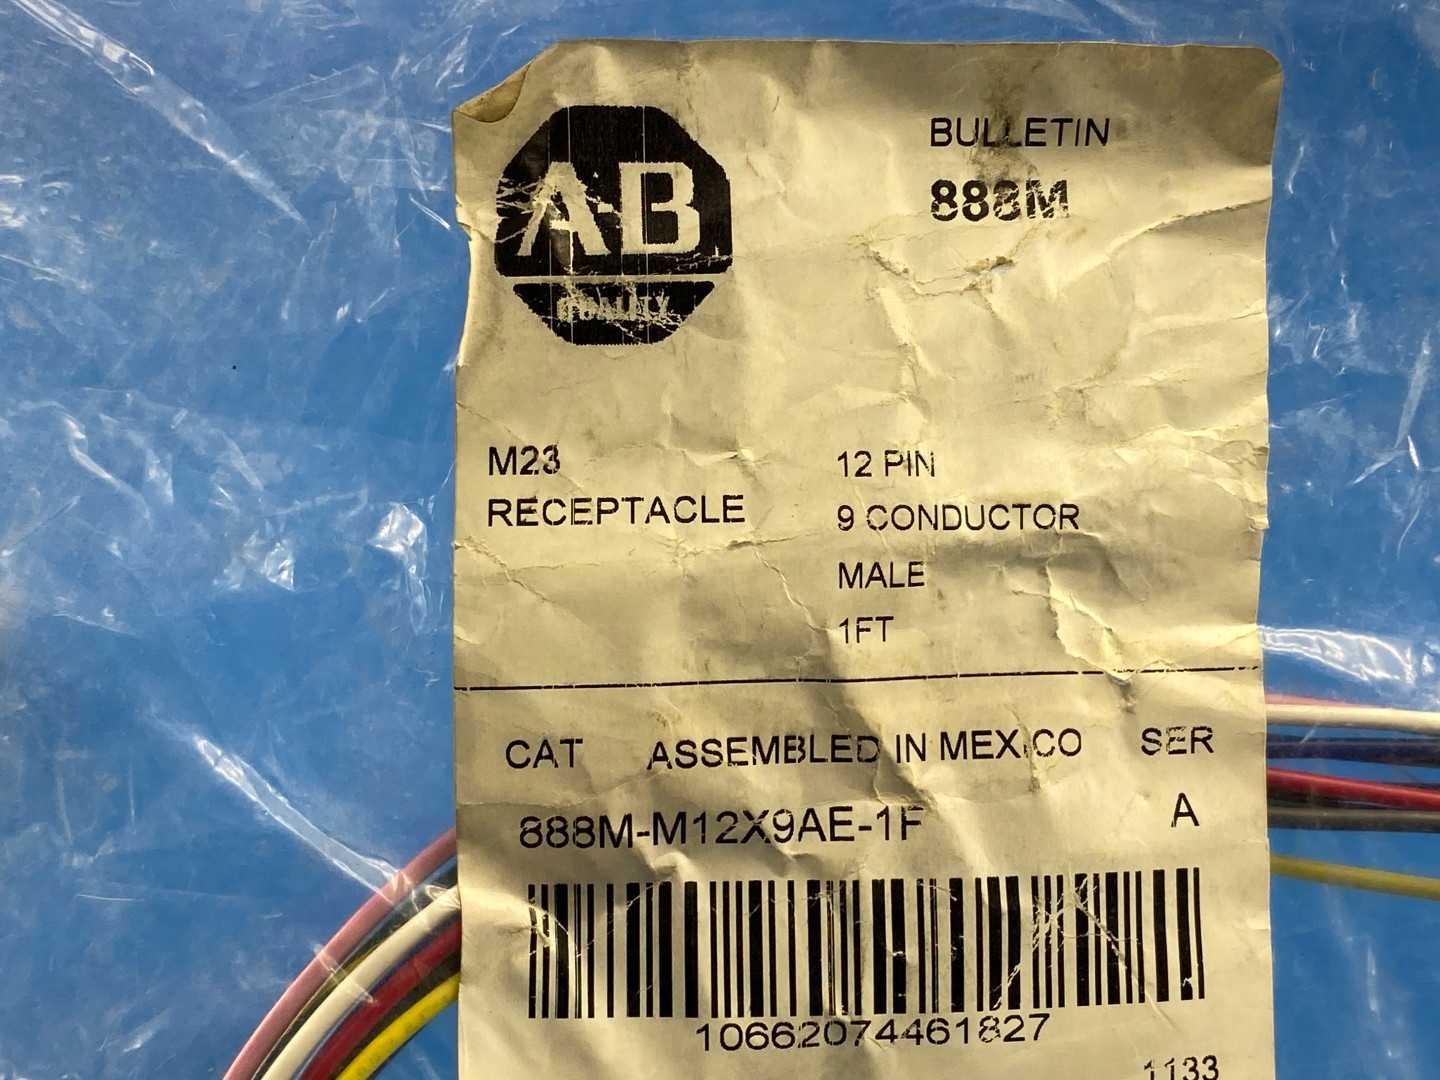 A-B
QUALITY
BULLETIN
888M
M23
RECEPTACLE
12 PIN
9 CONDUCTOR
MALE
1FT
CAT ASSEMBLED IN MEXICO SER
888M-M12X9AE-1F A
10662074461827
1133